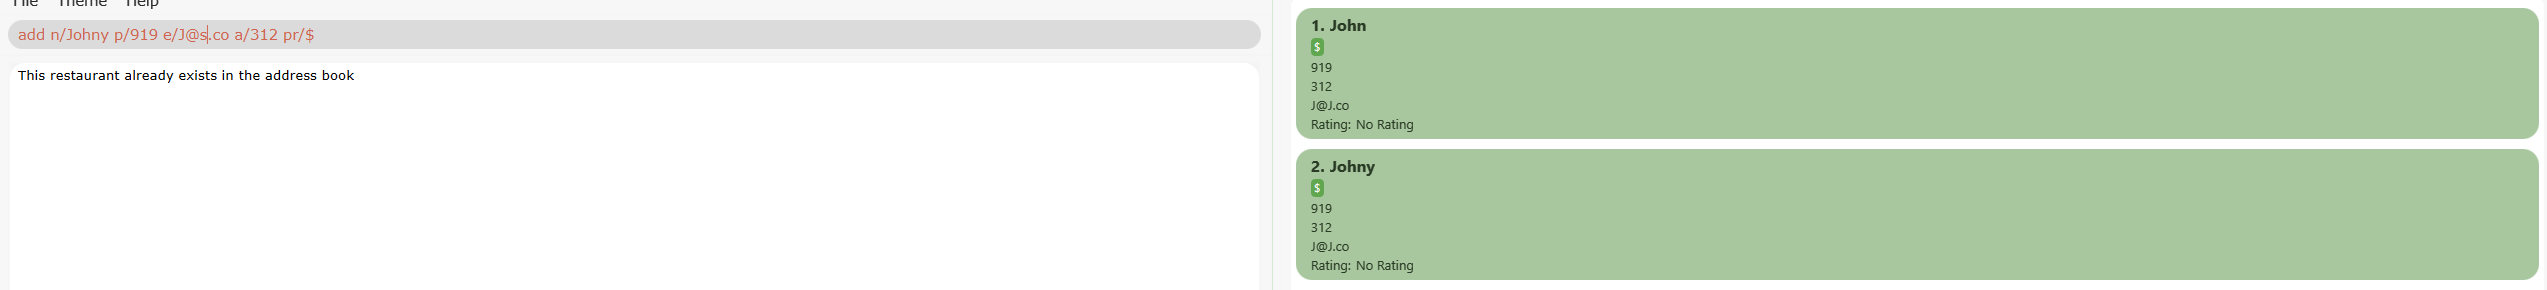 File Theme Help
add n/Johny p/919 e/J@s.co a/312 pr/$
This restaurant already exists in the address book
1. John
$
919
312
J@J.co
Rating: No Rating
2. Johny
$
919
312
J@J.co
Rating: No Rating